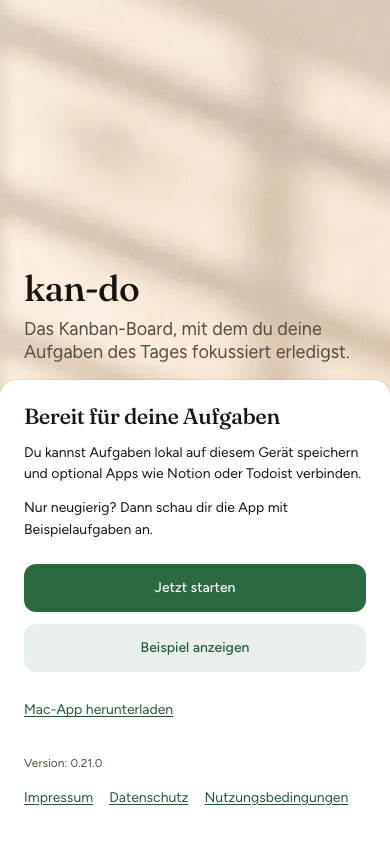 kan-do
Das Kanban-Board, mit dem du deine
Aufgaben des Tages fokussiert erledigst.
Bereit für deine Aufgaben
Du kannst Aufgaben lokal auf diesem Gerät speichern
und optional Apps wie Notion oder Todoist verbinden.
Nur neugierig? Dann schau dir die App mit
Beispielaufgaben an.
Jetzt starten
Beispiel anzeigen
Mac-App herunterladen
Version: 0.21.0
Impressum Datenschutz Nutzungsbedingungen